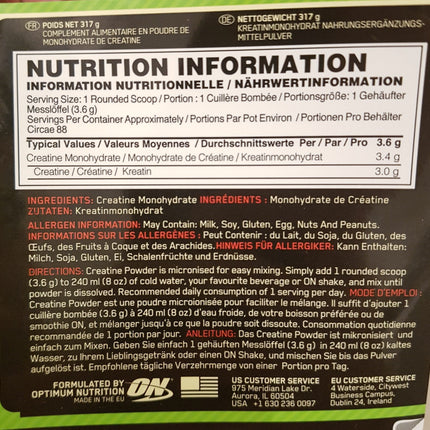 FR POIDS NET 317 g
COMPLEMENT ALIMENTAIRE EN POUDRE DE
MONOHYDRATE DE CREATINE
DE NETTOGEWICHT 317 g
KREATINMONOHYDRAT NAHRUNGSERGÄNZUNGS-
MITTELPULVER
NUTRITION INFORMATION
INFORMATION NUTRITIONNELLE / NÄHRWERTINFORMATION
Serving Size: 1 Rounded Scoop / Portion : 1 Cuillère Bombée / Portionsgröße: 1 Gehäufter
Messlöffel (3.6 g)
Servings Per Container Approximately / Portions Par Pot Environ / Portionen Pro Behälter
Circae 88
Typical Values / Valeurs Moyennes / Durchschnittswerte Per / Par / Pro 3.6 g
Creatine Monohydrate / Monohydrate de Créatine / Kreatinmonohydrat 3.4 g
Creatine / Créatine / Kreatin 3.0 g
INGREDIENTS: Creatine Monohydrate INGRÉDIENTS : Monohydrate de Créatine
ZUTATEN: Kreatinmonohydrat
ALLERGEN INFORMATION: May Contain: Milk, Soy, Gluten, Egg, Nuts And Peanuts.
INFORMATIONS SUR LES ALLERGÈNES : Peut Contenir : du Lait, du Soja, du Gluten, des
Œufs, des Fruits à Coque et des Arachides. HINWEIS FÜR ALLERGIKER: Kann Enthalten:
Milch, Soja, Gluten, Ei, Schalenfrüchte und Erdnüsse.
DIRECTIONS: Creatine Powder is micronised for easy mixing. Simply add 1 rounded scoop
(3.6 g) to 240 ml (8 oz) of cold water, your favourite beverage or ON shake, and mix until
powder is dissolved. Recommended daily consumption of 1 serving per day. MODE D'EMPLOI :
Creatine Powder est une poudre micronisée pour faciliter le mélange. Il suffit d'ajouter 1
cuillère bombée (3.6 g) à 240 ml (8 oz) d'eau froide, de votre boisson préférée ou de
smoothie ON, et mélanger jusqu'à ce que la poudre soit dissoute. Consommation quotidienne
recommandée de 1 portion par jour. ANLEITUNG: Das Creatine Powder ist mikronisiert und
einfach zum Mixen. Geben Sie einfach 1 gehäuften Messlöffel (3.6 g) in 240 ml (8 oz) kaltes
Wasser, zu Ihrem Lieblingsgetränk oder einen ON Shake, und mischen Sie bis das Pulver
aufgelöst ist. Empfohlene tägliche Verzehrmenge von einer Portion pro Tag.
FORMULATED BY
OPTIMUM NUTRITION
MADE IN THE EU
ON
US CUSTOMER SERVICE
975 Meridian Lake Dr.
Aurora, IL 60504
USA +1 630 236 0097
EU CUSTOMER SERVICE
4 Waterside, Citywest
Business Campus,
Dublin 24, Ireland